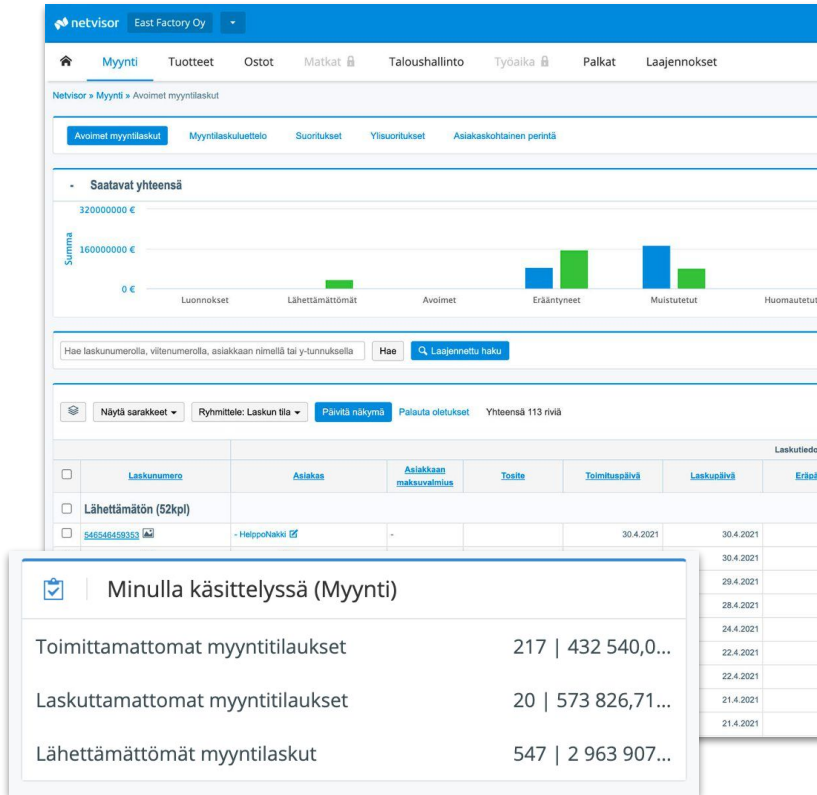 netvisor East Factory Oy
Myynti Tuotteet Ostot Matkat Taloushallinto Työaika Palkat Laajennokset
Netvisor » Myynti » Avoimet myyntilaskut
Avoimet myyntilaskut Myyntilaskuluettelo Suoritukset Ylisuoritukset Asiakaskohtainen perintä
- Saatavat yhteensä
320000000 €
Summa
160000000 €
0 €
Luonnokset Lähettämättömät Avoimet Erääntyneet Muistutetut Huomautetut
Hae laskunumerolla, viitenumerolla, asiakkaan nimellä tai y-tunnuksella Hae Laajennettu haku
Näytä sarakkeet Ryhmittele: Laskun tila Päivitä näkymä Palauta oletukset Yhteensä 113 riviä
Laskutiedo
Laskunumero Asiakas Asiakkaan maksuvalmius Tosite Toimituspäivä Laskupäivä Eräpä
Lähettämätön (52kpl)
546546459353 - HelppoNakki - 30.4.2021 30.4.2021
30.4.2021
29.4.2021
28.4.2021
24.4.2021
22.4.2021
22.4.2021
21.4.2021
21.4.2021
Minulla käsittelyssä (Myynti)
Toimittamattomat myyntitilaukset 217 | 432 540,0...
Laskuttamattomat myyntitilaukset 20 | 573 826,71...
Lähettämättömät myyntilaskut 547 | 2 963 907...